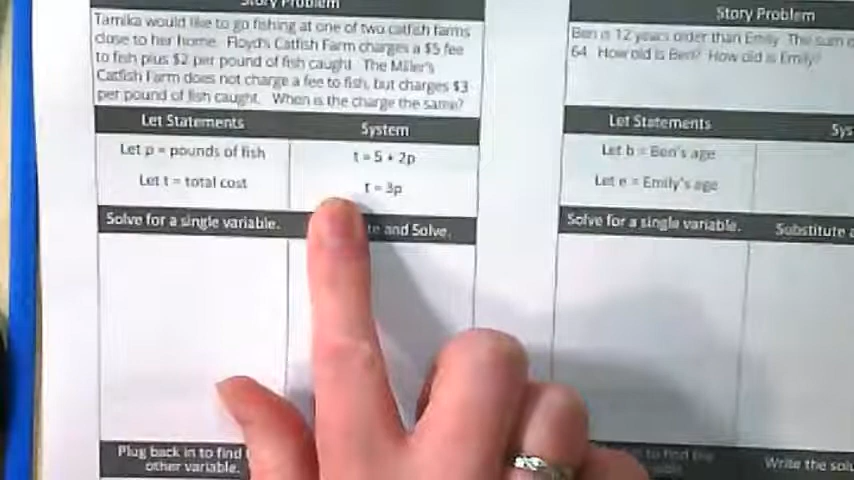 Story Problem
Tamika would like to go fishing at one of two catfish farms
close to her home. Floyd's Catfish Farm charges a $5 fee
to fish plus $2 per pound of fish caught. The Miller's
Catfish Farm does not charge a fee to fish, but charges $3
per pound of fish caught. When is the charge the same?
Let Statements
System
Let p = pounds of fish
t = 5 + 2p
Let t = total cost
t = 3p
Solve for a single variable.
and Solve.
Plug back in to find
other variable.
Story Problem
Ben is 12 years older than Emily. The sum
64. How old is Ben? How old is Emily?
Let Statements
Sys
Let b = Ben's age
Let e = Emily's age
Solve for a single variable.
Substitute
to find the
Write the